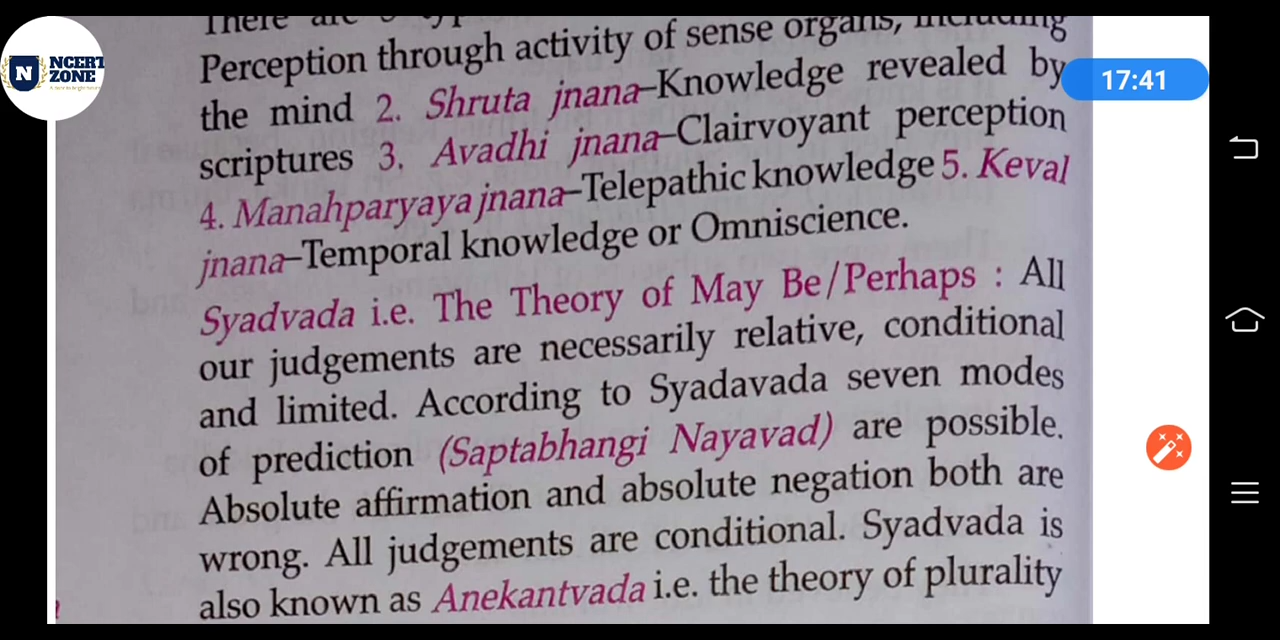 There are
Perception through activity of sense organs, including
the mind 2. Shruta jnana–Knowledge revealed by
scriptures 3. Avadhi jnana–Clairvoyant perception
4. Manahparyaya jnana–Telepathic knowledge 5. Keval
jnana–Temporal knowledge or Omniscience.
Syadvada i.e. The Theory of May Be/Perhaps : All
our judgements are necessarily relative, conditional
and limited. According to Syadavada seven modes
of prediction (Saptabhangi Nayavad) are possible.
Absolute affirmation and absolute negation both are
wrong. All judgements are conditional. Syadvada is
also known as Anekantvada i.e. the theory of plurality
N
NCERT
ZONE
17:41